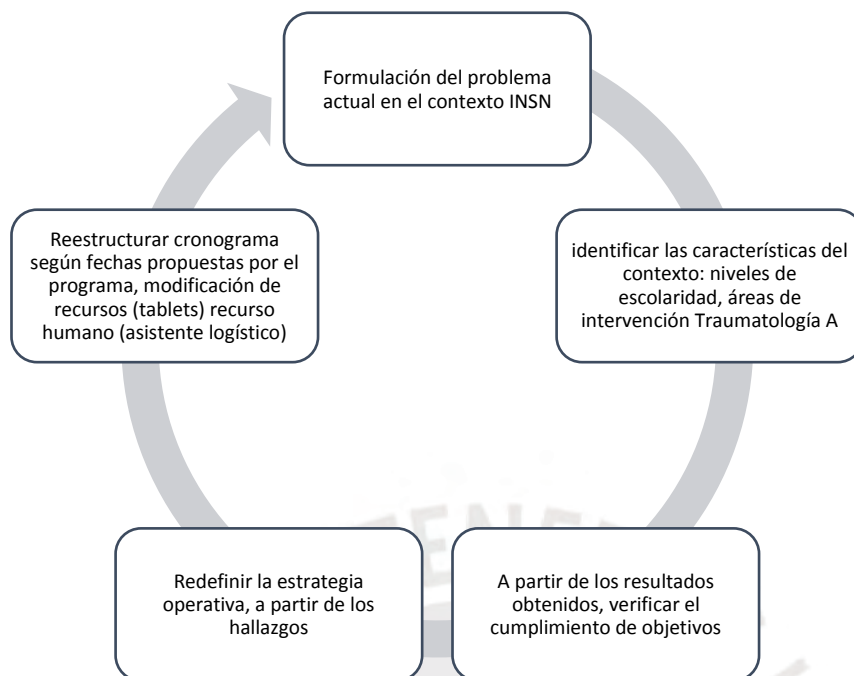 Formulación del problema
actual en el contexto INSN
identificar las características del
contexto: niveles de
escolaridad, áreas de
intervención Traumatología A
A partir de los resultados
obtenidos, verificar el
cumplimiento de objetivos
Redefinir la estrategia
operativa, a partir de los
hallazgos
Reestructurar cronograma
según fechas propuestas por el
programa, modificación de
recursos (tablets) recurso
humano (asistente logístico)